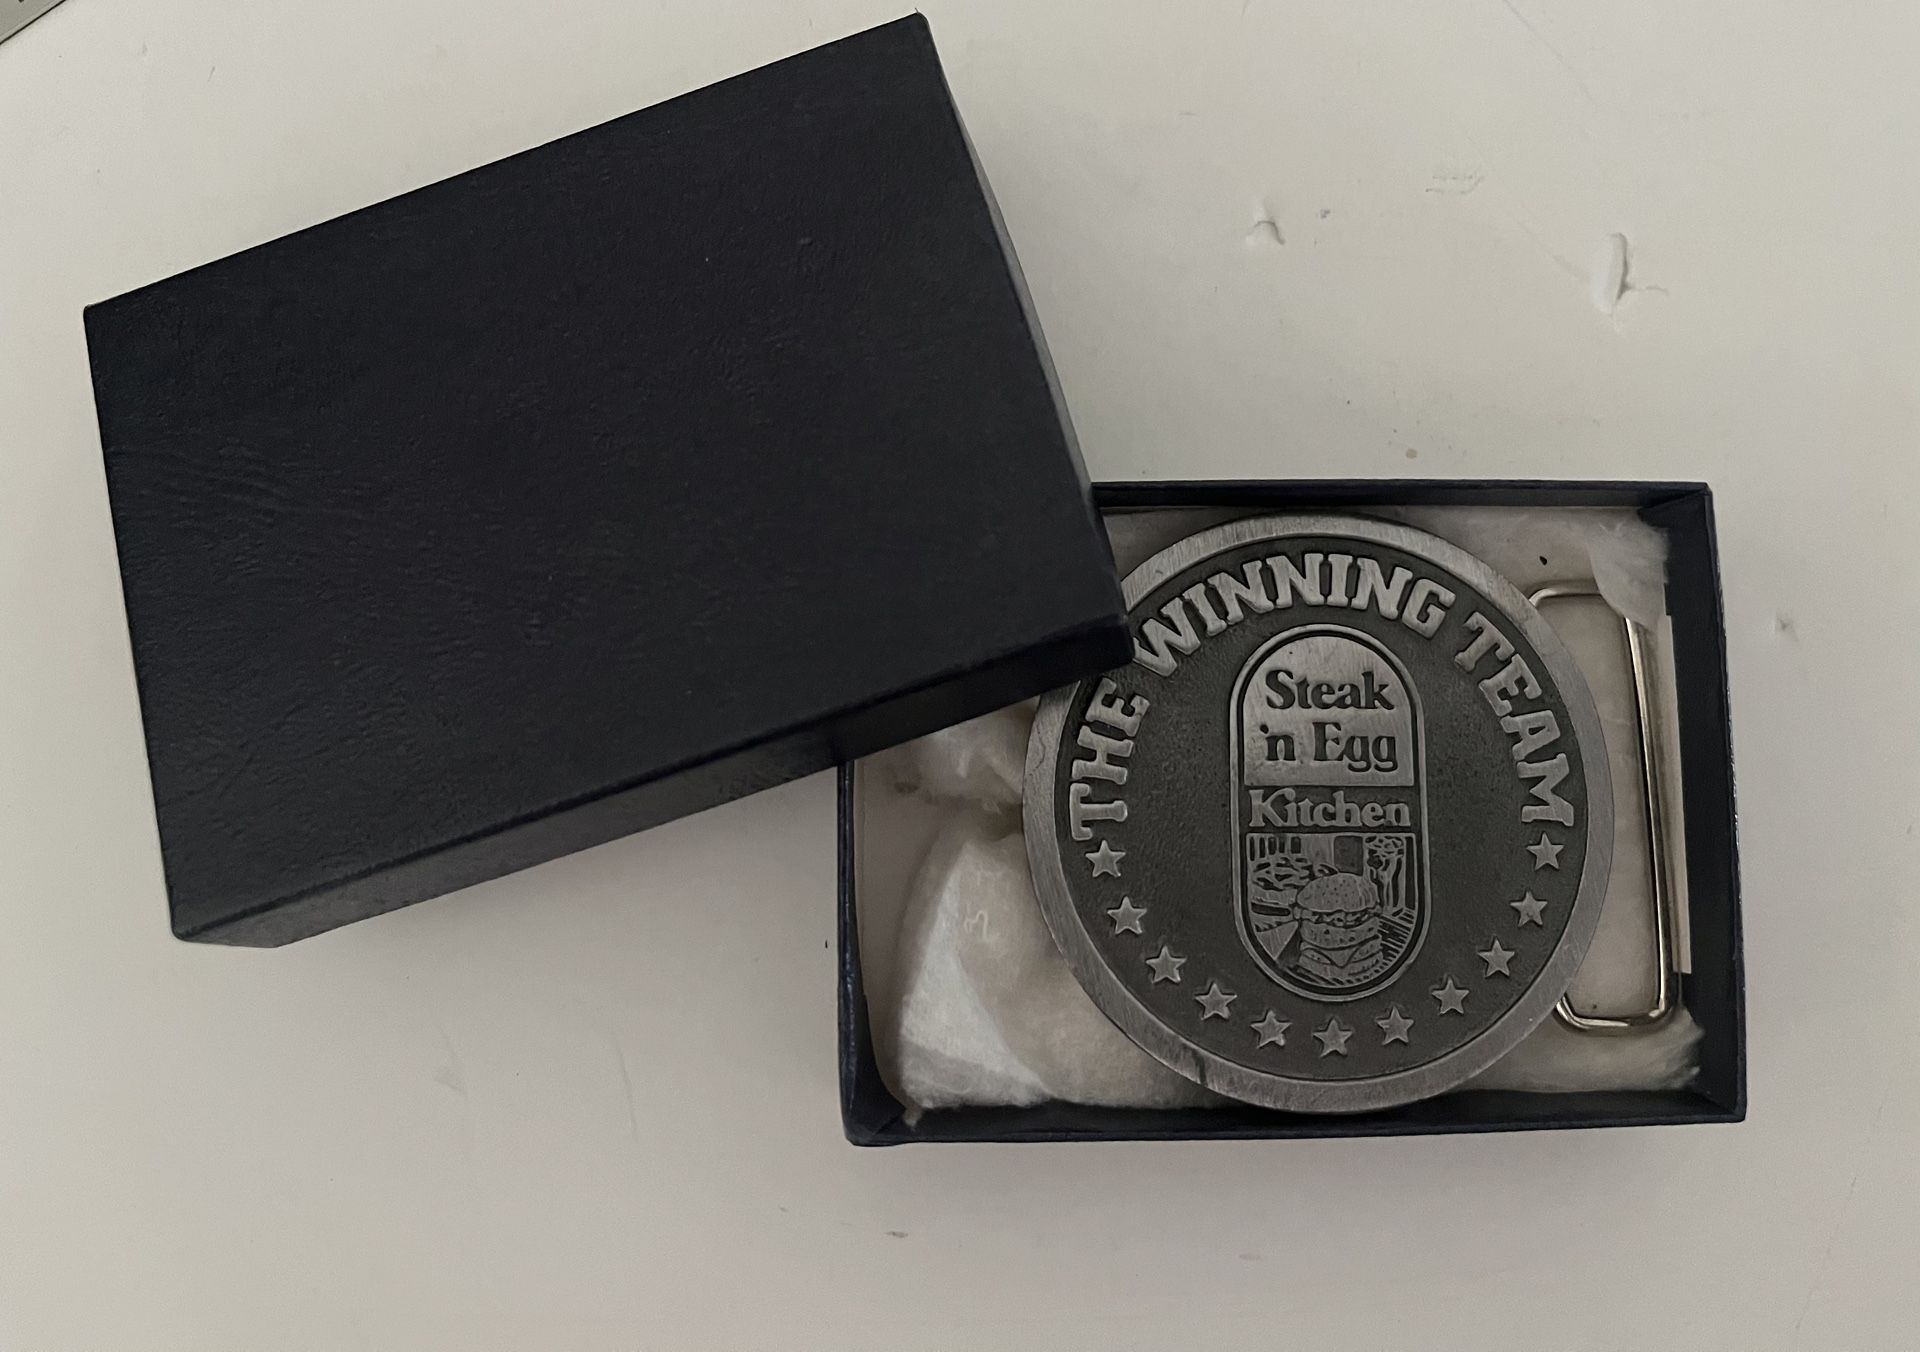 THE WINNING TEAM
Steak
'n Egg
Kitchen